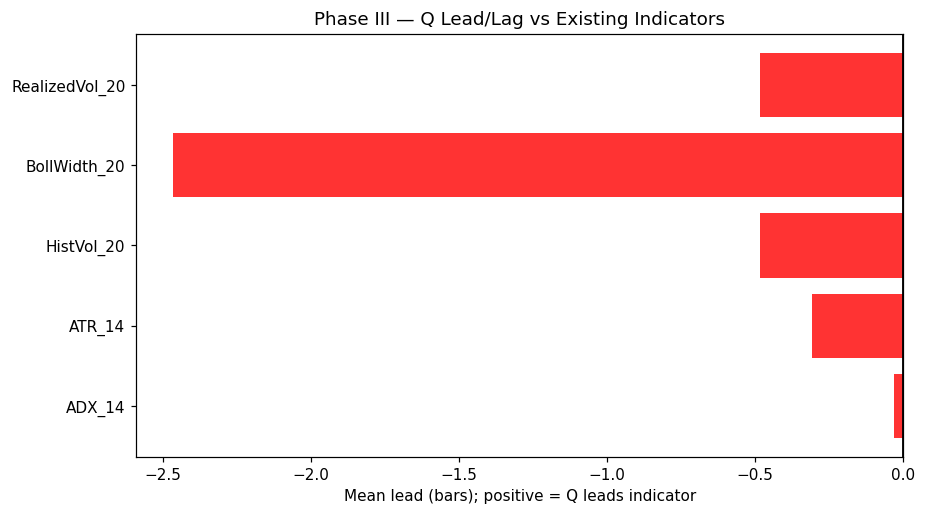 Phase III — Q Lead/Lag vs Existing Indicators
RealizedVol_20
BollWidth_20
HistVol_20
ATR_14
ADX_14
−2.5 −2.0 −1.5 −1.0 −0.5 0.0
Mean lead (bars); positive = Q leads indicator